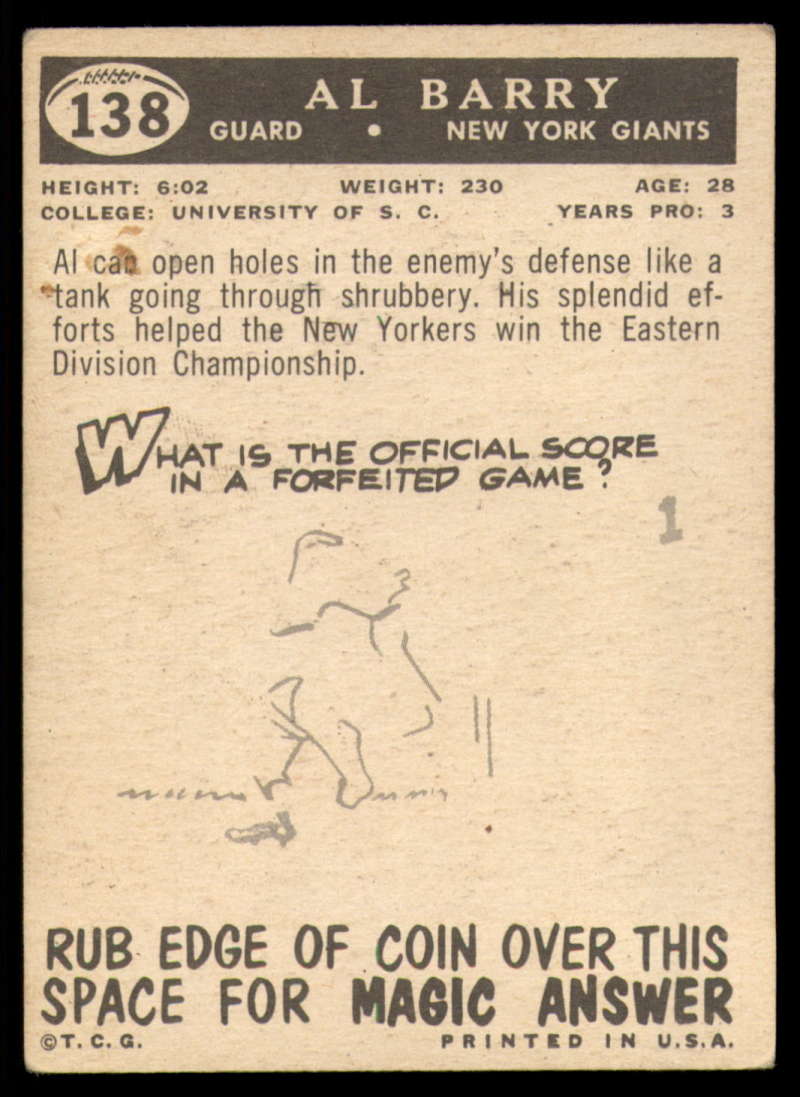 138
AL BARRY
GUARD • NEW YORK GIANTS
HEIGHT: 6:02 WEIGHT: 230 AGE: 28
COLLEGE: UNIVERSITY OF S. C. YEARS PRO: 3
Al can open holes in the enemy's defense like a
tank going through shrubbery. His splendid ef-
forts helped the New Yorkers win the Eastern
Division Championship.
WHAT IS THE OFFICIAL SCORE
IN A FORFEITED GAME?
1
RUB EDGE OF COIN OVER THIS
SPACE FOR MAGIC ANSWER
©T. C. G. PRINTED IN U.S.A.